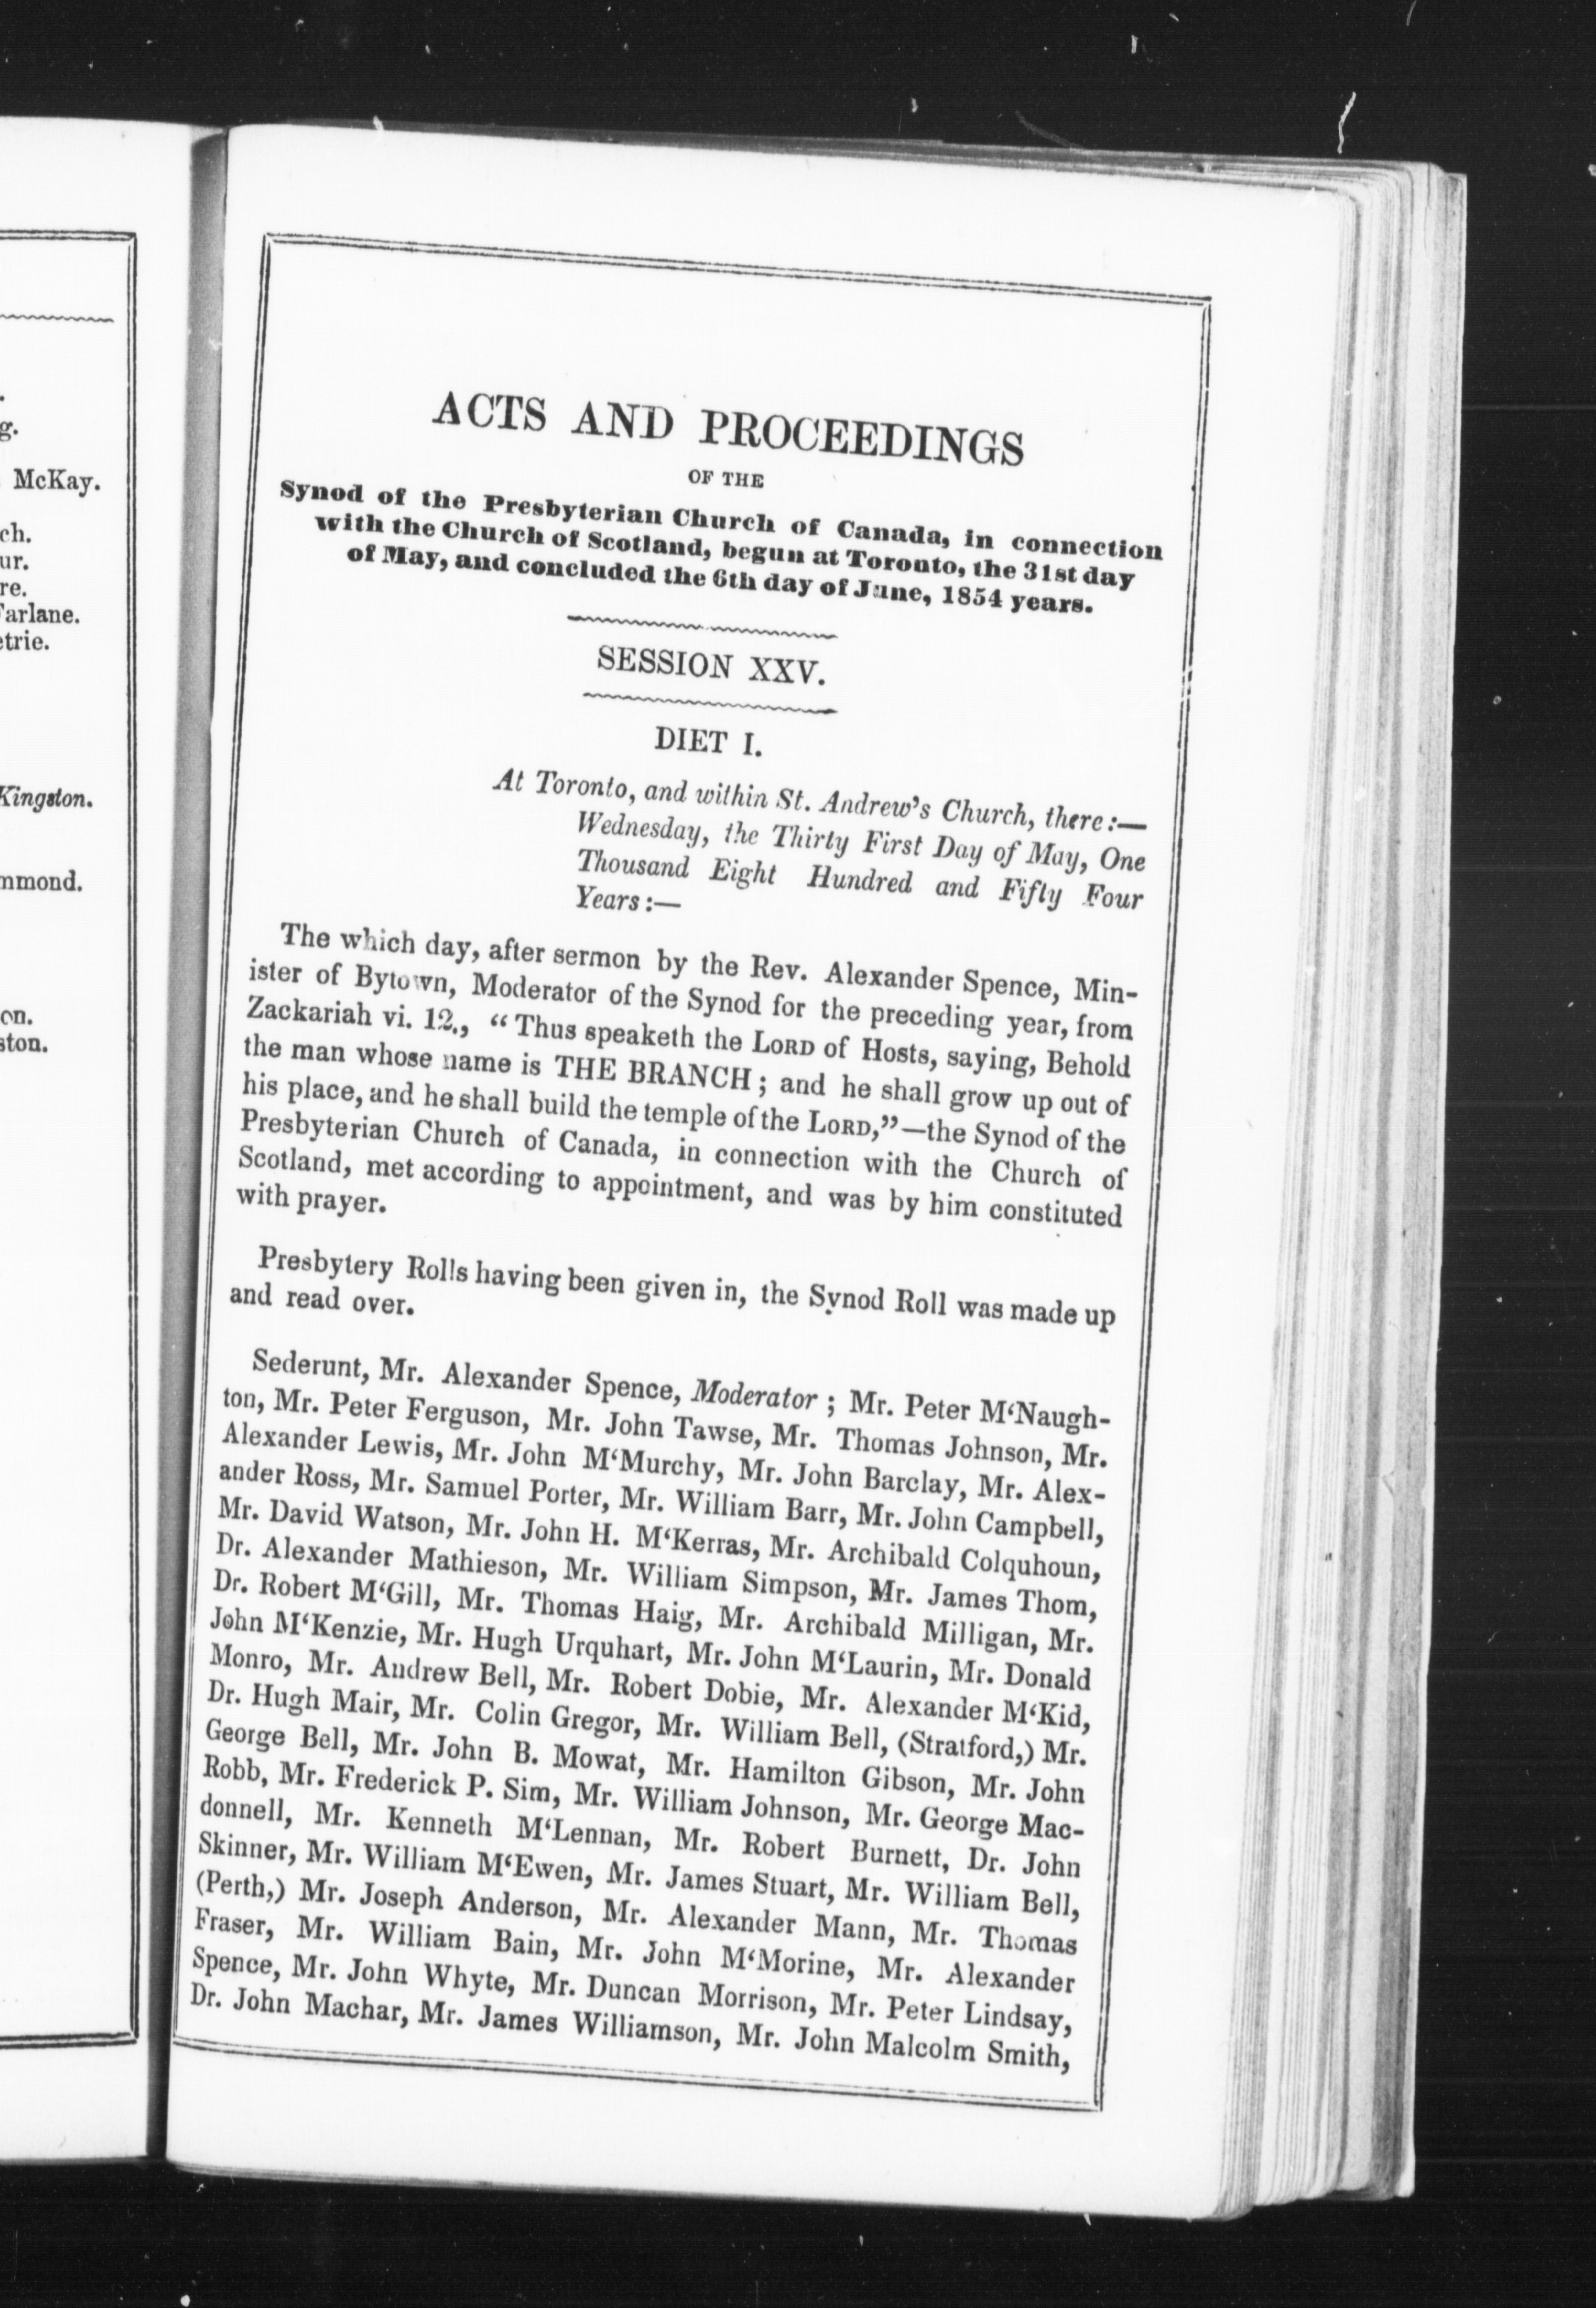 g.
McKay.
ch.
ur.
re.
arlane.
trie.
Kingston.
mmond.
on.
ston.
ACTS AND PROCEEDINGS
OF THE
Synod of the Presbyterian Church of Canada, in connection
with the Church of Scotland, begun at Toronto, the 31st day
of May, and concluded the 6th day of June, 1854 years.
SESSION XXV.
DIET I.
At Toronto, and within St. Andrew's Church, there:—
Wednesday, the Thirty First Day of May, One
Thousand Eight Hundred and Fifty Four
Years:—
The which day, after sermon by the Rev. Alexander Spence, Min-
ister of Bytown, Moderator of the Synod for the preceding year, from
Zackariah vi. 12., "Thus speaketh the LORD of Hosts, saying, Behold
the man whose name is THE BRANCH; and he shall grow up out of
his place, and he shall build the temple of the LORD,"—the Synod of the
Presbyterian Church of Canada, in connection with the Church of
Scotland, met according to appointment, and was by him constituted
with prayer.
Presbytery Rolls having been given in, the Synod Roll was made up
and read over.
Sederunt, Mr. Alexander Spence, Moderator; Mr. Peter M'Naugh-
ton, Mr. Peter Ferguson, Mr. John Tawse, Mr. Thomas Johnson, Mr.
Alexander Lewis, Mr. John M'Murchy, Mr. John Barclay, Mr. Alex-
ander Ross, Mr. Samuel Porter, Mr. William Barr, Mr. John Campbell,
Mr. David Watson, Mr. John H. M'Kerras, Mr. Archibald Colquhoun,
Dr. Alexander Mathieson, Mr. William Simpson, Mr. James Thom,
Dr. Robert M'Gill, Mr. Thomas Haig, Mr. Archibald Milligan, Mr.
John M'Kenzie, Mr. Hugh Urquhart, Mr. John M'Laurin, Mr. Donald
Monro, Mr. Andrew Bell, Mr. Robert Dobie, Mr. Alexander M'Kid,
Dr. Hugh Mair, Mr. Colin Gregor, Mr. William Bell, (Stratford,) Mr.
George Bell, Mr. John B. Mowat, Mr. Hamilton Gibson, Mr. John
Robb, Mr. Frederick P. Sim, Mr. William Johnson, Mr. George Mac-
donnell, Mr. Kenneth M'Lennan, Mr. Robert Burnett, Dr. John
Skinner, Mr. William M'Ewen, Mr. James Stuart, Mr. William Bell,
(Perth,) Mr. Joseph Anderson, Mr. Alexander Mann, Mr. Thomas
Fraser, Mr. William Bain, Mr. John M'Morine, Mr. Alexander
Spence, Mr. John Whyte, Mr. Duncan Morrison, Mr. Peter Lindsay,
Dr. John Machar, Mr. James Williamson, Mr. John Malcolm Smith,